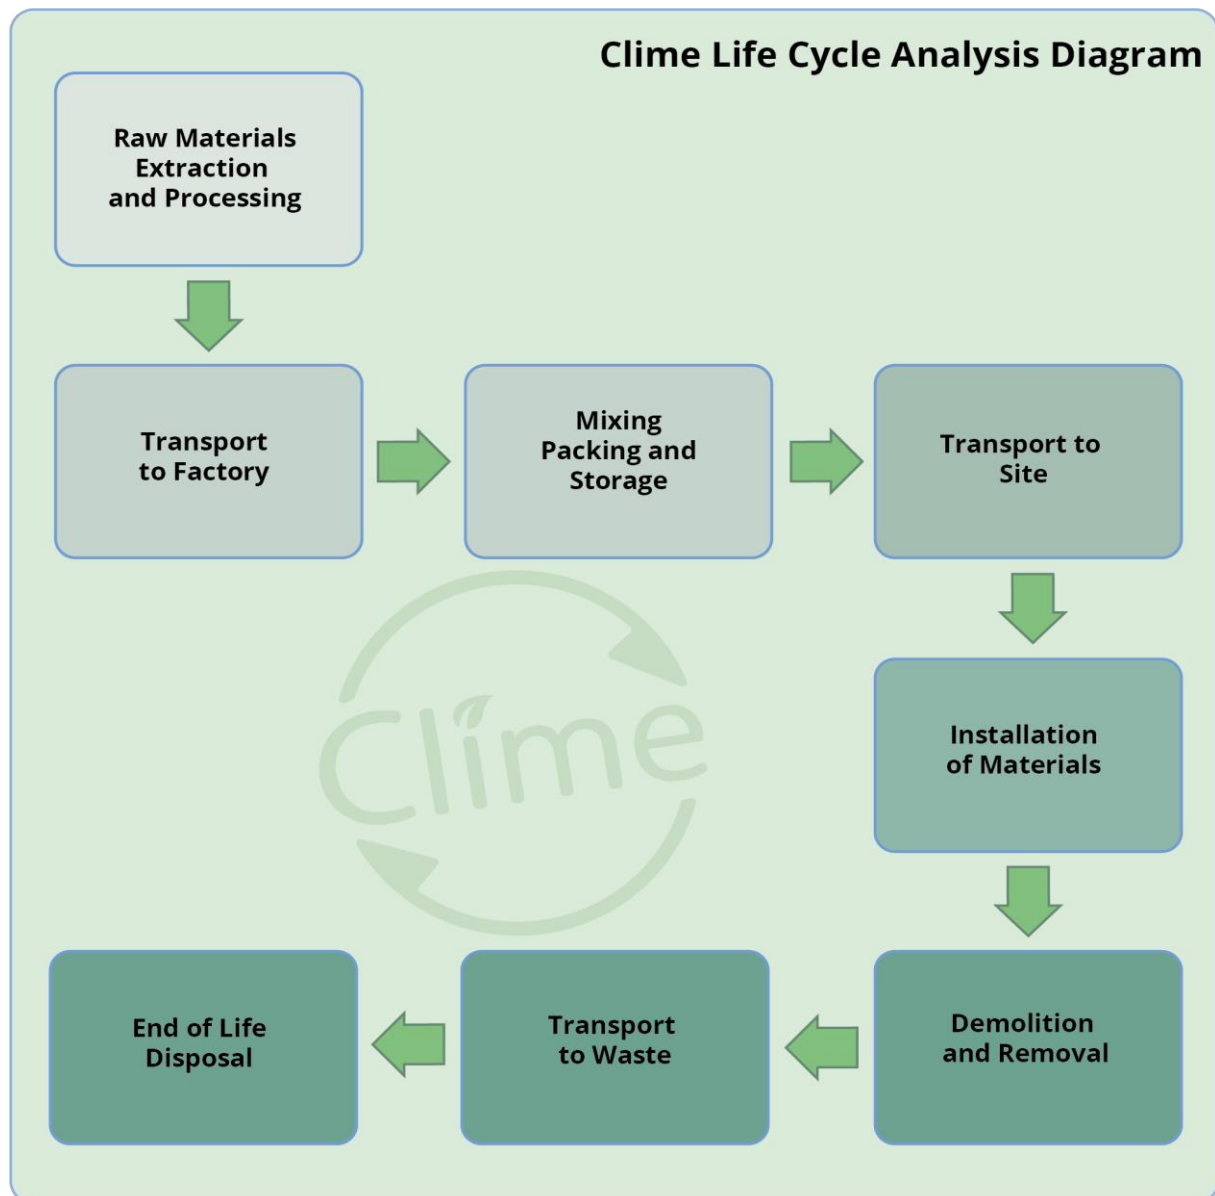 Clime Life Cycle Analysis Diagram
Raw Materials
Extraction
and Processing
Transport
to Factory
Mixing
Packing and
Storage
Transport to
Site
Installation
of Materials
Clime
End of Life
Disposal
Transport
to Waste
Demolition
and Removal